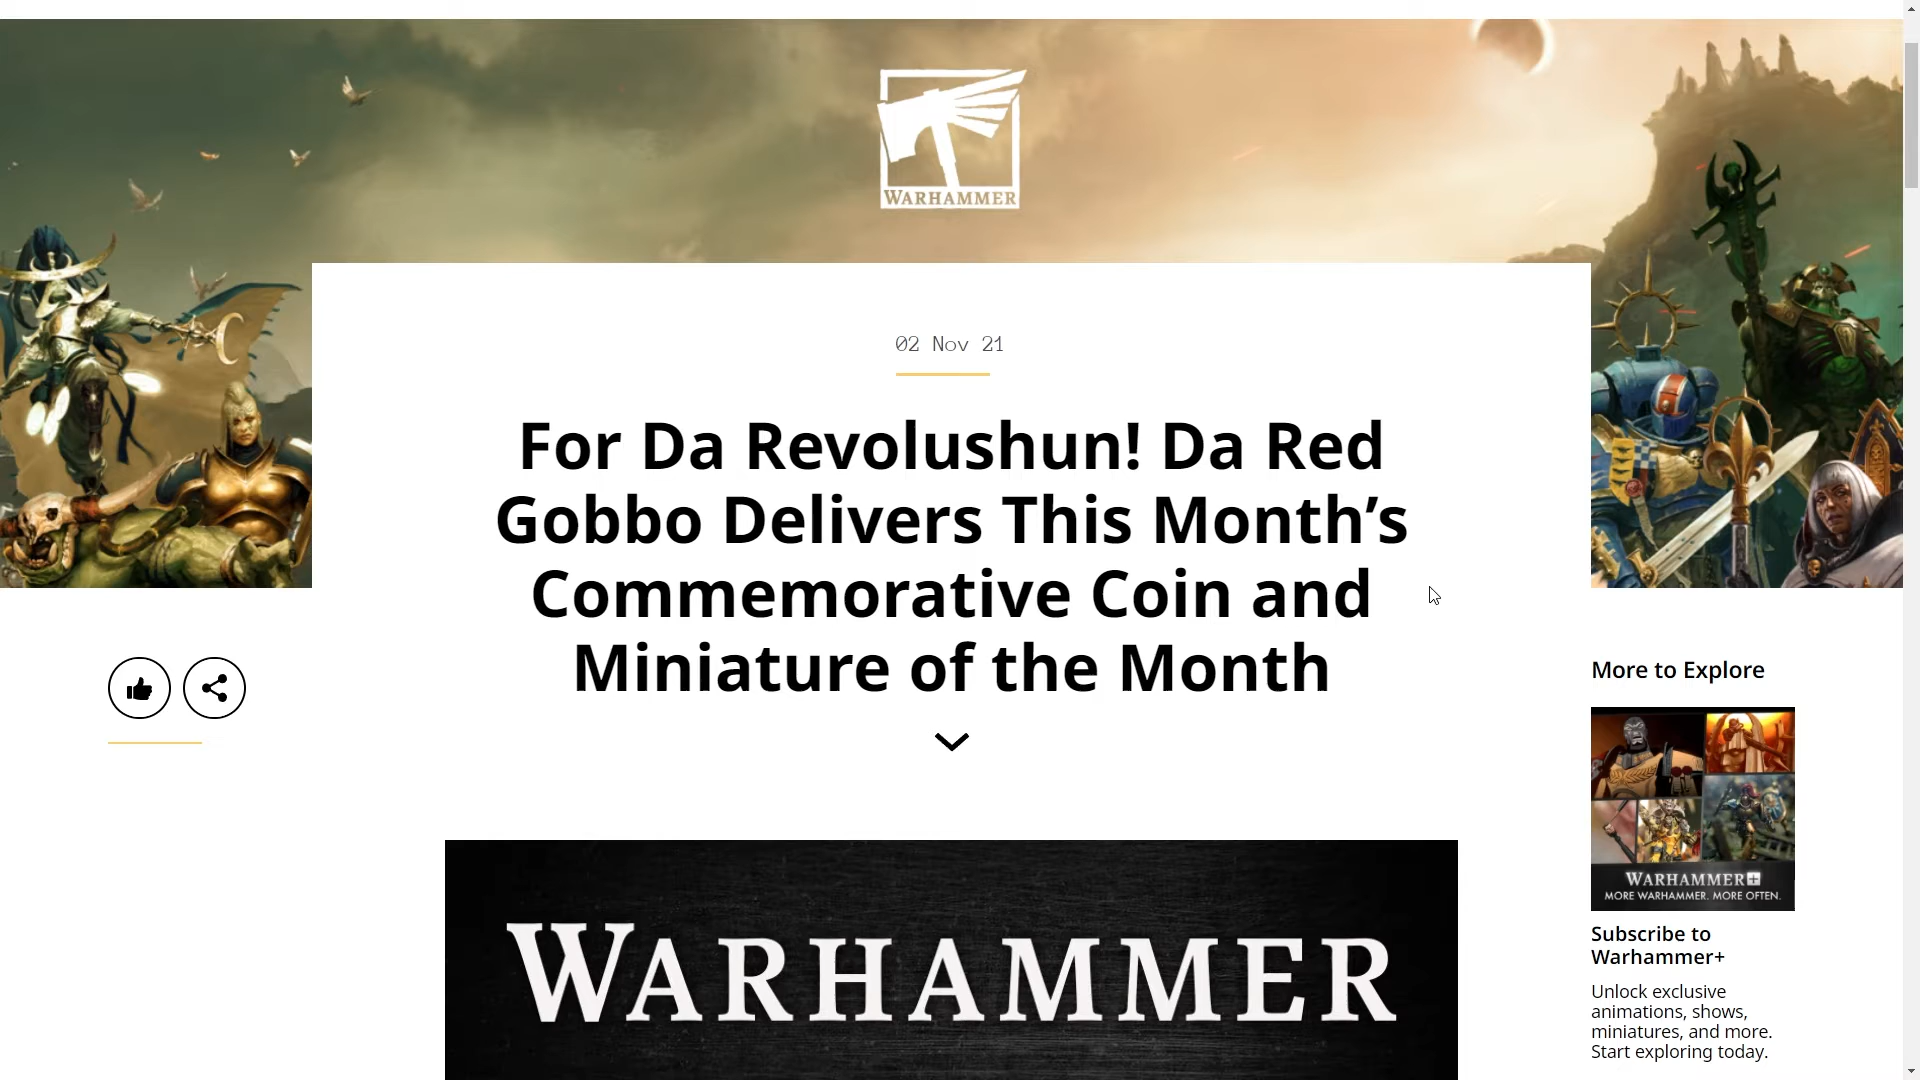 WARHAMMER
02 Nov 21
For Da Revolushun! Da Red
Gobbo Delivers This Month’s
Commemorative Coin and
Miniature of the Month
More to Explore
WARHAMMER+
MORE WARHAMMER. MORE OFTEN.
Subscribe to
Warhammer+
Unlock exclusive
animations, shows,
miniatures, and more.
Start exploring today.
WARHAMMER